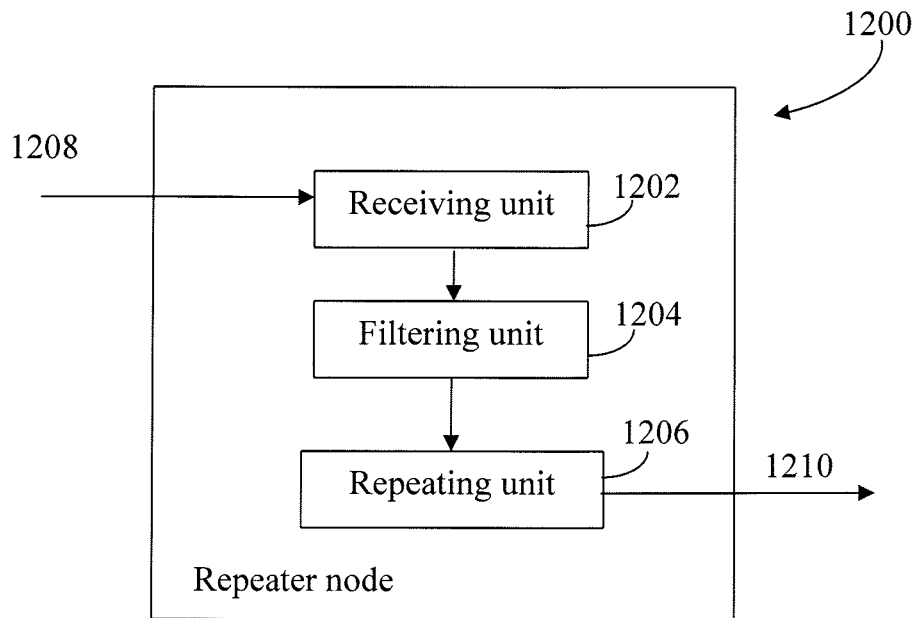 1200
1208
Receiving unit
1202
Filtering unit
1204
1206
Repeating unit
1210
Repeater node